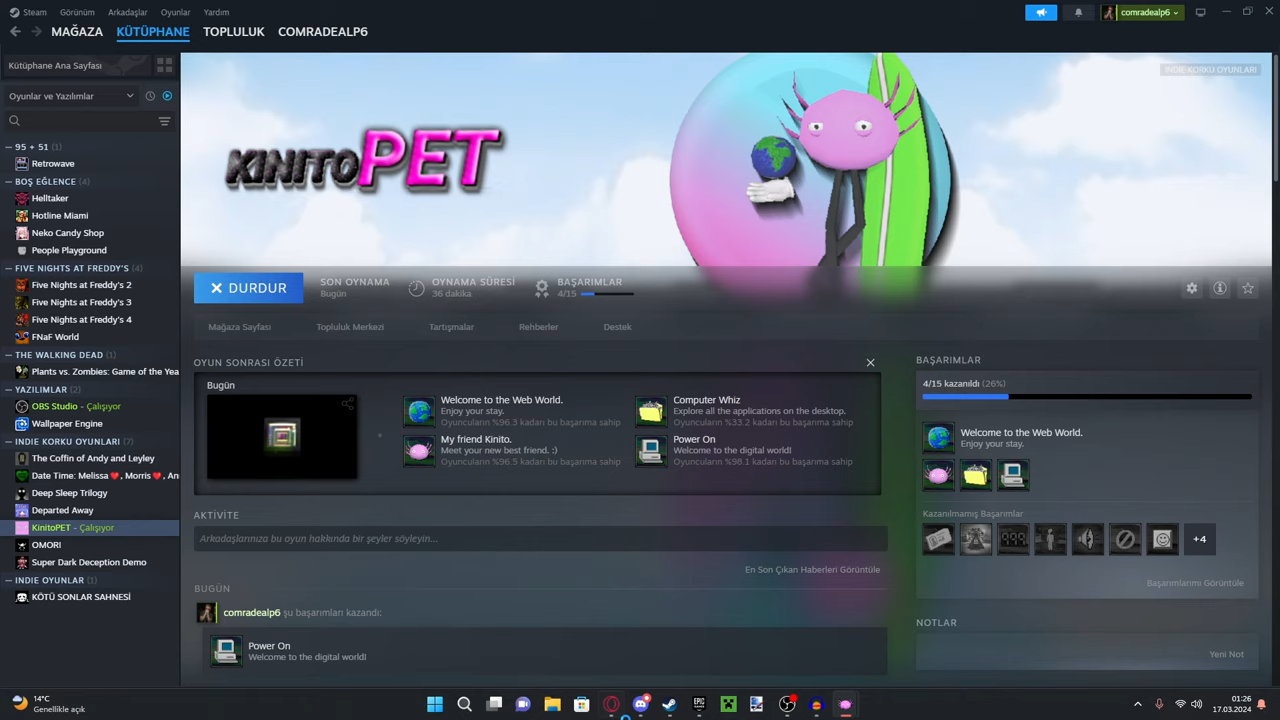 Steam Görünüm Arkadaşlar Oyunlar Yardım
comradealp6
MAĞAZA KÜTÜPHANE TOPLULUK COMRADEALP6
Kütüphane Ana Sayfası
Oyunlar ve Yazılımlar
95 + 51 (1)
Retrowave
BOŞ EĞLENCE (4)
Helltaker
Hotline Miami
Neko Candy Shop
People Playground
FIVE NIGHTS AT FREDDY'S (4)
Five Nights at Freddy's 2
Five Nights at Freddy's 3
Five Nights at Freddy's 4
FNaF World
THE WALKING DEAD (1)
Plants vs. Zombies: Game of the Yea
YAZILIMLAR (2)
OBS Studio - Çalışıyor
Wallpaper Engine
INDIE KORKU OYUNLARI (7)
The Coffin of Andy and Leyley
Date Time: Melissa❤️, Morris❤️, An
Deep Sleep Trilogy
Departed Away
KinitoPET - Çalışıyor
OMORI
Super Dark Deception Demo
INDIE OYUNLAR (1)
KÖTÜ SONLAR SAHNESİ
INDIE KORKU OYUNLARI
KINITOPET
DURDUR
SON OYNAMA
Bugün
OYNAMA SÜRESİ
36 dakika
BAŞARIMLAR
4/15
Mağaza Sayfası Topluluk Merkezi Tartışmalar Rehberler Destek
OYUN SONRASI ÖZETİ
Bugün
Welcome to the Web World.
Enjoy your stay.
Oyuncuların %96.3 kadarı bu başarıma sahip
Computer Whiz
Explore all the applications on the desktop.
Oyuncuların %33.2 kadarı bu başarıma sahip
My friend Kinito.
Meet your new best friend. :)
Oyuncuların %96.5 kadarı bu başarıma sahip
Power On
Welcome to the digital world!
Oyuncuların %98.1 kadarı bu başarıma sahip
AKTİVİTE
Arkadaşlarınıza bu oyun hakkında bir şeyler söyleyin...
En Son Çıkan Haberleri Görüntüle
BUGÜN
comradealp6 şu başarımları kazandı:
Power On
Welcome to the digital world!
BAŞARIMLAR
4/15 kazanıldı (26%)
Welcome to the Web World.
Enjoy your stay.
Kazanılmamış Başarımlar
999
+4
Başarımlarımı Görüntüle
NOTLAR
Yeni Not
14°C
Genellikle açık
EPIC
01:26
17.03.2024